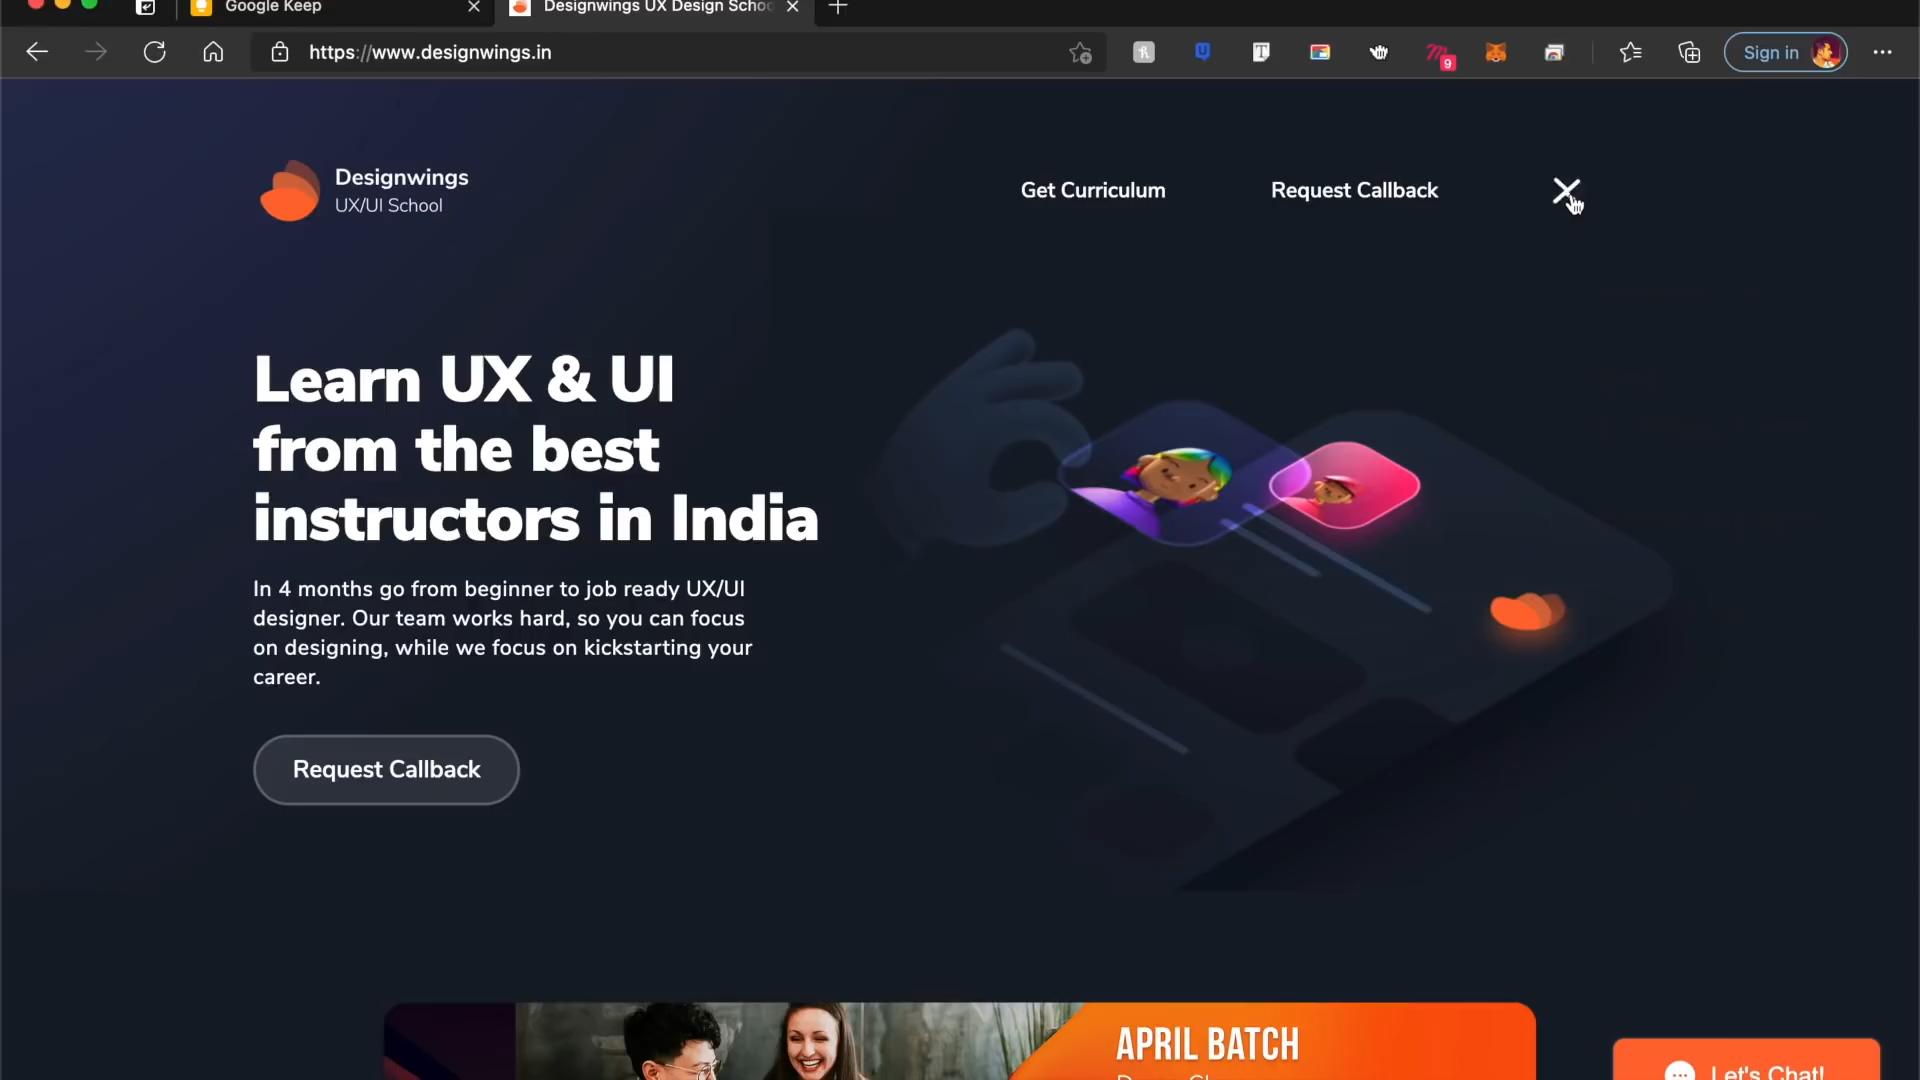 Google Keep
Designwings UX Design Schoo
https://www.designwings.in
9
Sign in
Designwings
UX/UI School
Get Curriculum
Request Callback
Learn UX & UI
from the best
instructors in India
In 4 months go from beginner to job ready UX/UI
designer. Our team works hard, so you can focus
on designing, while we focus on kickstarting your
career.
Request Callback
APRIL BATCH
Let's Chat!